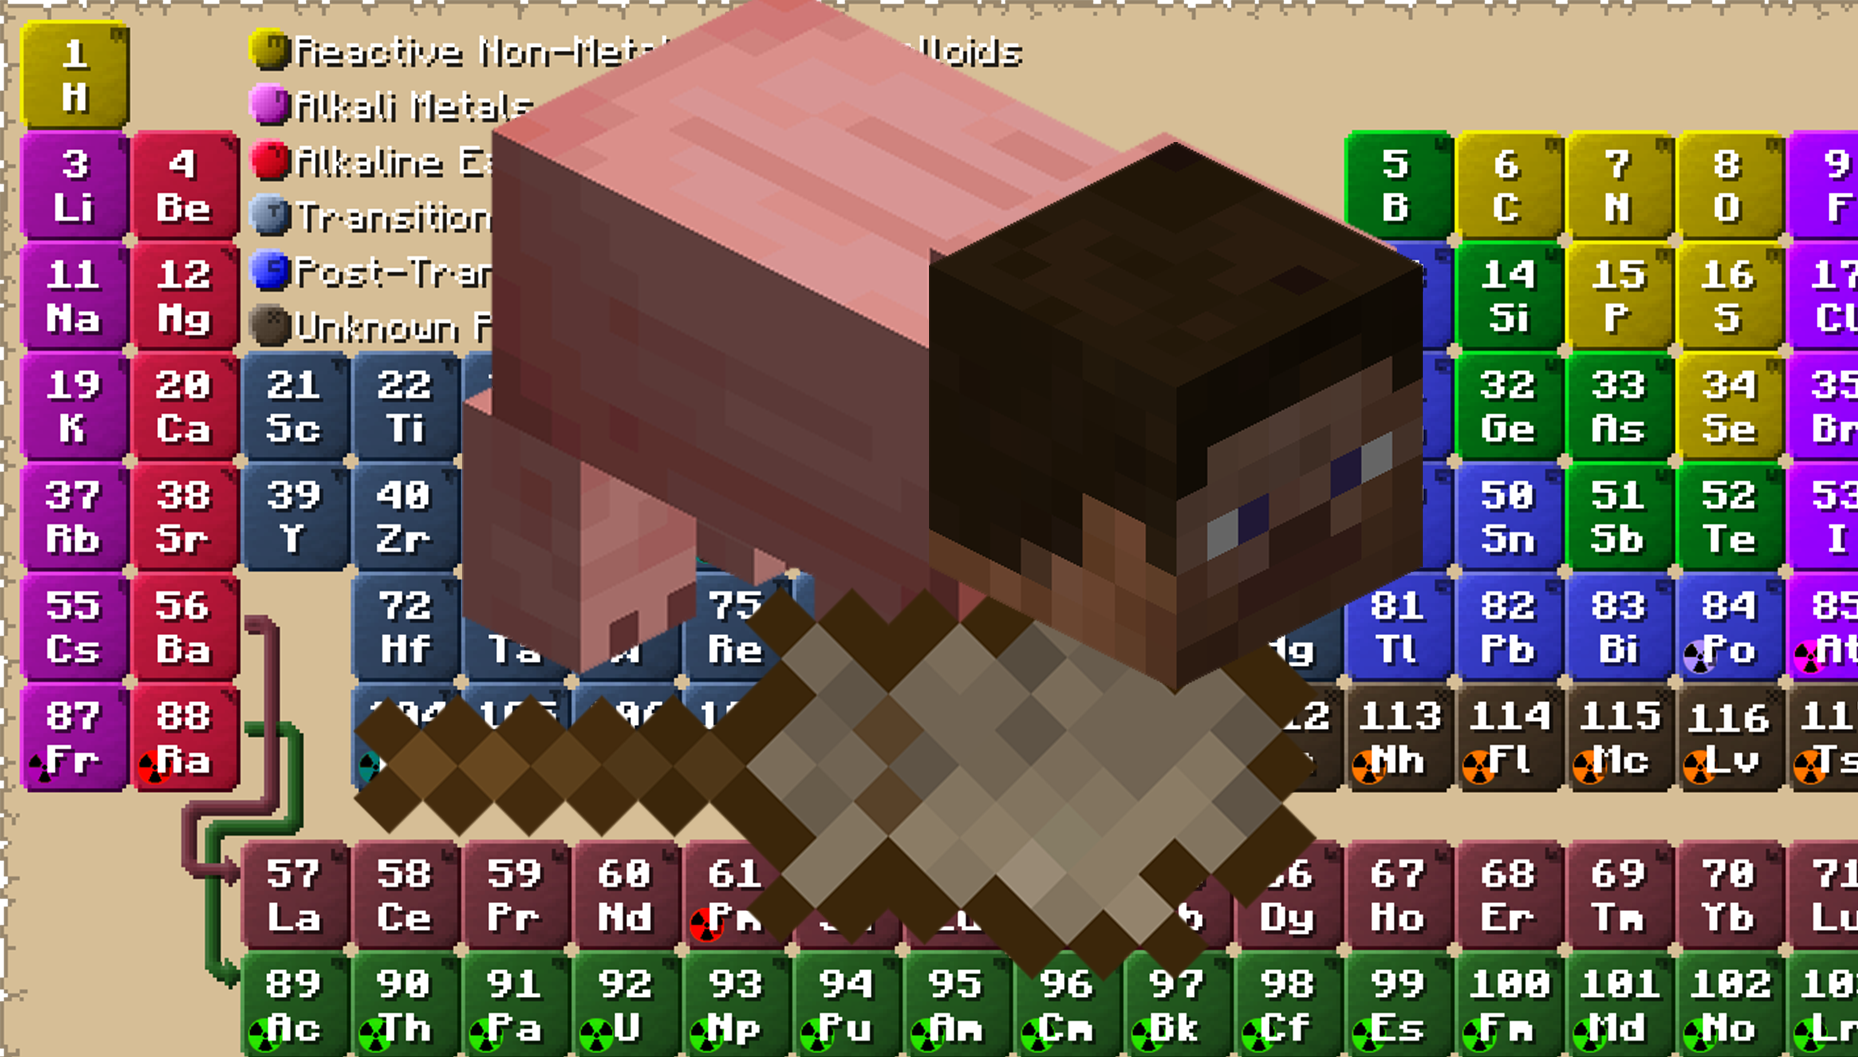 1
H
Reactive Non-Metal
lloids
Alkali Metals
Alkaline
Transition
Post-Tran
Unknown
3 4 5 6 7 8 9
Li Be B C N O F
11 12 14 15 16 17
Na Mg Si P S Cl
19 20 21 22 32 33 34 35
K Ca Sc Ti Ge As Se Br
37 38 39 40 50 51 52 53
Rb Sr Y Zr Sn Sb Te I
55 56 72 75 81 82 83 84 85
Cs Ba Hf Ta W Re Hg Tl Pb Bi Po At
87 88 104 105 106 113 114 115 116
Fr Ra Nh Fl Mc Lv Ts
57 58 59 60 61 67 68 69 70 71
La Ce Pr Nd Pm Dy Ho Er Tm Yb Lu
89 90 91 92 93 94 95 96 97 98 99 100 101 102
Ac Th Pa U Np Pu Am Cm Bk Cf Es Fm Md No Lr